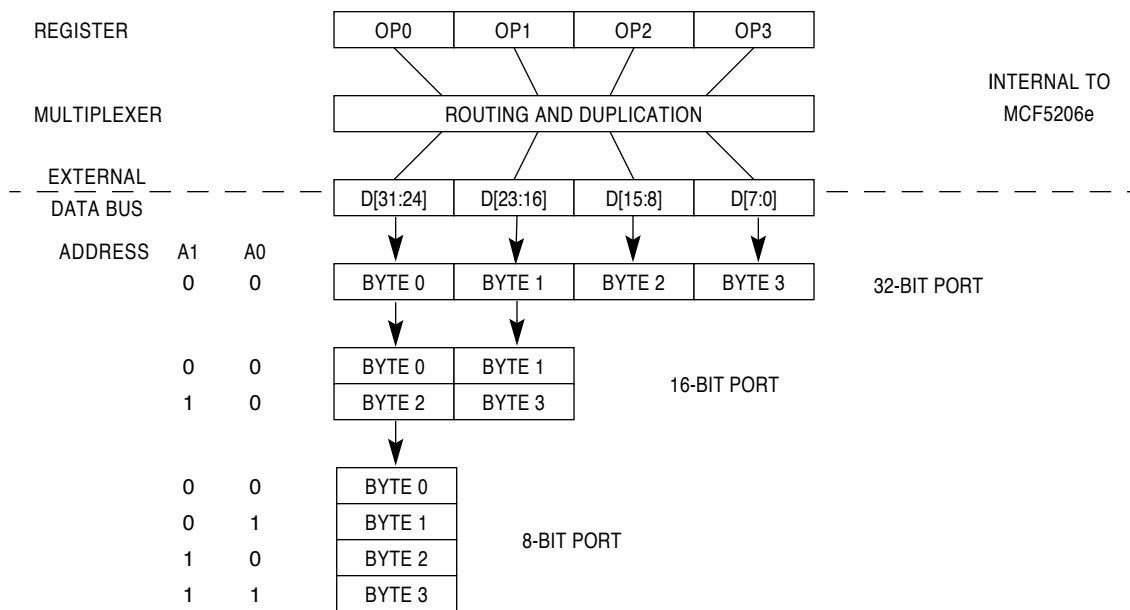 REGISTER OP0 OP1 OP2 OP3
INTERNAL TO
MCF5206e
MULTIPLEXER ROUTING AND DUPLICATION
EXTERNAL
DATA BUS D[31:24] D[23:16] D[15:8] D[7:0]
ADDRESS A1 A0
0 0 BYTE 0 BYTE 1 BYTE 2 BYTE 3 32-BIT PORT
0 0 BYTE 0 BYTE 1
16-BIT PORT
1 0 BYTE 2 BYTE 3
0 0 BYTE 0
0 1 BYTE 1
8-BIT PORT
1 0 BYTE 2
1 1 BYTE 3